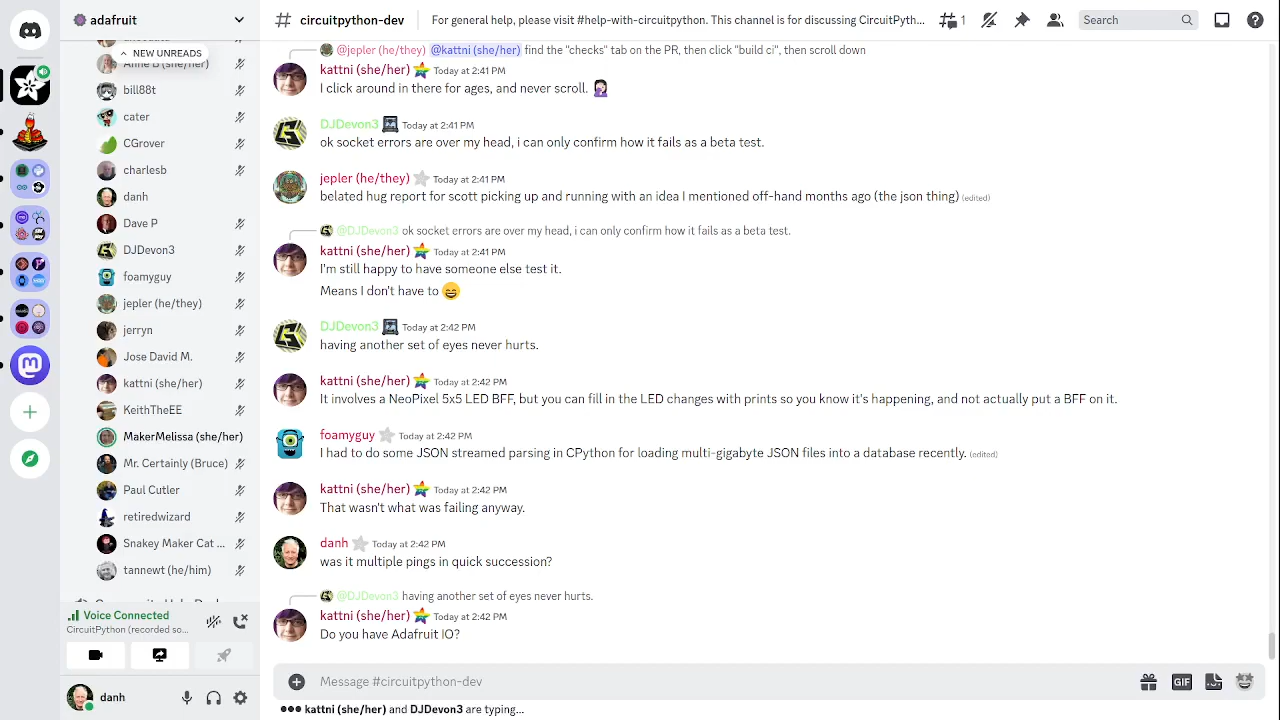 adafruit
# circuitpython-dev
For general help, please visit #help-with-circuitpython. This channel is for discussing CircuitPyth...
1
Search
NEW UNREADS
Anne B (she/her)
bill88t
cater
CGrover
charlesb
danh
Dave P
DJDevon3
foamyguy
jepler (he/they)
jerryn
Jose David M.
kattni (she/her)
KeithTheEE
MakerMelissa (she/her)
Mr. Certainly (Bruce)
Paul Cutler
retiredwizard
Snakey Maker Cat ...
tannewt (he/him)
Voice Connected
CircuitPython (recorded so...
danh
@jepler (he/they) @kattni (she/her) find the "checks" tab on the PR, then click "build ci", then scroll down
kattni (she/her) Today at 2:41 PM
I click around in there for ages, and never scroll.
DJDevon3 Today at 2:41 PM
ok socket errors are over my head, i can only confirm how it fails as a beta test.
jepler (he/they) Today at 2:41 PM
belated hug report for scott picking up and running with an idea I mentioned off-hand months ago (the json thing) (edited)
@DJDevon3 ok socket errors are over my head, i can only confirm how it fails as a beta test.
kattni (she/her) Today at 2:41 PM
I'm still happy to have someone else test it.
Means I don't have to
DJDevon3 Today at 2:42 PM
having another set of eyes never hurts.
kattni (she/her) Today at 2:42 PM
It involves a NeoPixel 5x5 LED BFF, but you can fill in the LED changes with prints so you know it's happening, and not actually put a BFF on it.
foamyguy Today at 2:42 PM
I had to do some JSON streamed parsing in CPython for loading multi-gigabyte JSON files into a database recently. (edited)
kattni (she/her) Today at 2:42 PM
That wasn't what was failing anyway.
danh Today at 2:42 PM
was it multiple pings in quick succession?
@DJDevon3 having another set of eyes never hurts.
kattni (she/her) Today at 2:42 PM
Do you have Adafruit IO?
Message #circuitpython-dev
GIF
kattni (she/her) and DJDevon3 are typing...